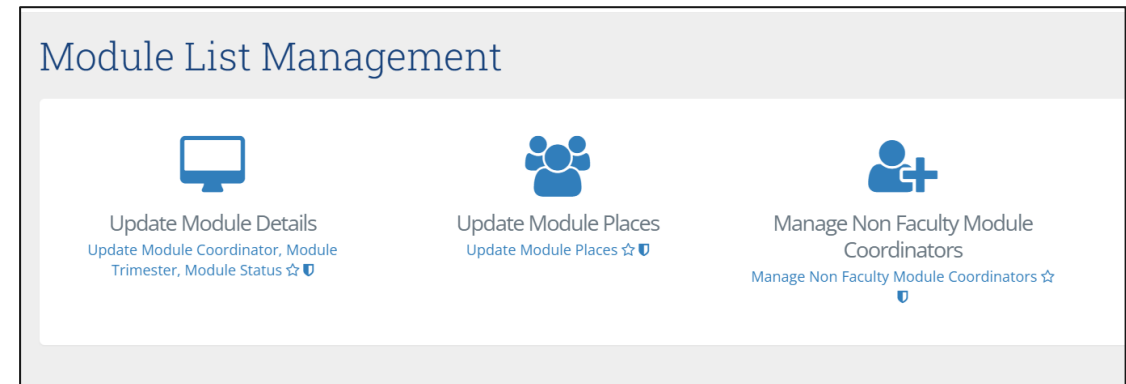 Module List Management
Update Module Details
Update Module Coordinator, Module
Trimester, Module Status
Update Module Places
Update Module Places
Manage Non Faculty Module
Coordinators
Manage Non Faculty Module Coordinators